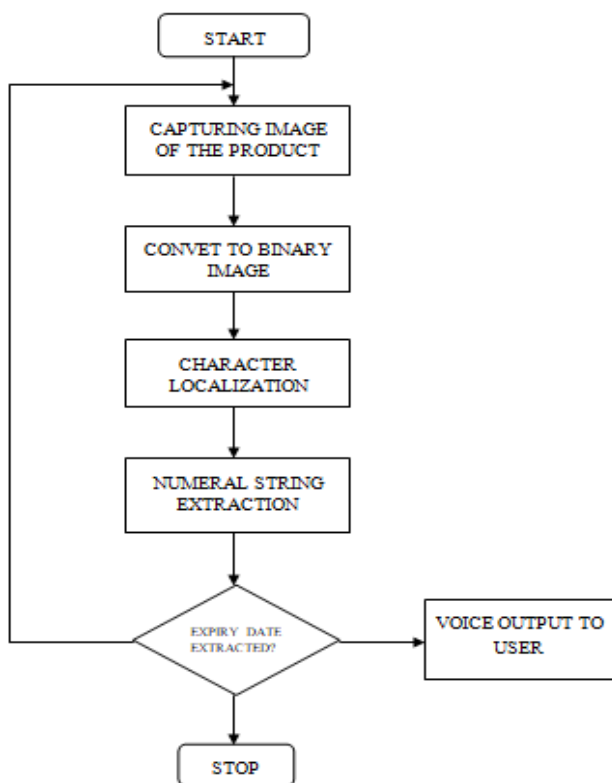 START
CAPTURING IMAGE
OF THE PRODUCT
CONVET TO BINARY
IMAGE
CHARACTER
LOCALIZATION
NUMERAL STRING
EXTRACTION
EXPIRY DATE
EXTRACTED?
VOICE OUTPUT TO
USER
STOP